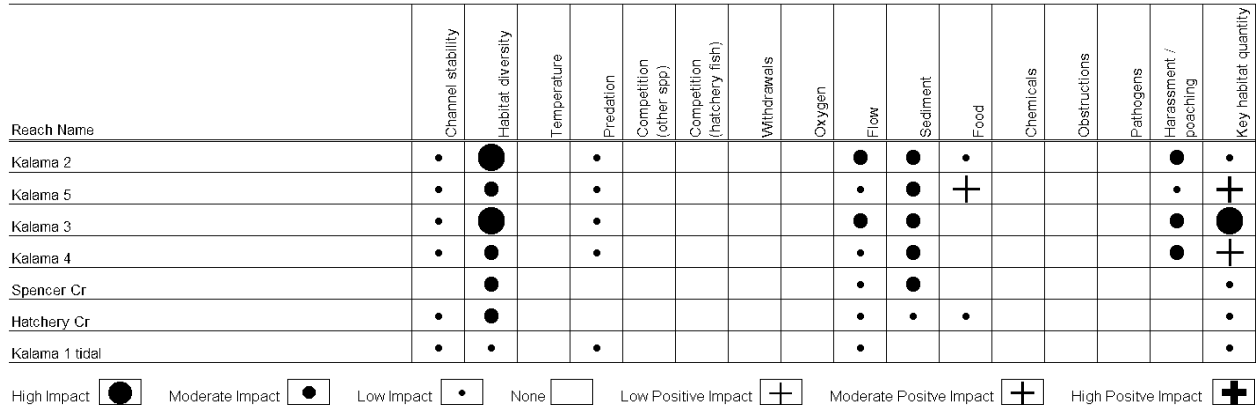 Reach Name
Channel stability
Habitat diversity
Temperature
Predation
Competition
(other spp)
Competition
(hatchery fish)
Withdrawals
Oxygen
Flow
Sediment
Food
Chemicals
Obstructions
Pathogens
Harassment /
poaching
Key habitat quantity
Kalama 2
Kalama 5
Kalama 3
Kalama 4
Spencer Cr
Hatchery Cr
Kalama 1 tidal
High Impact Moderate Impact Low Impact None Low Positive Impact Moderate Positve Impact High Positve Impact